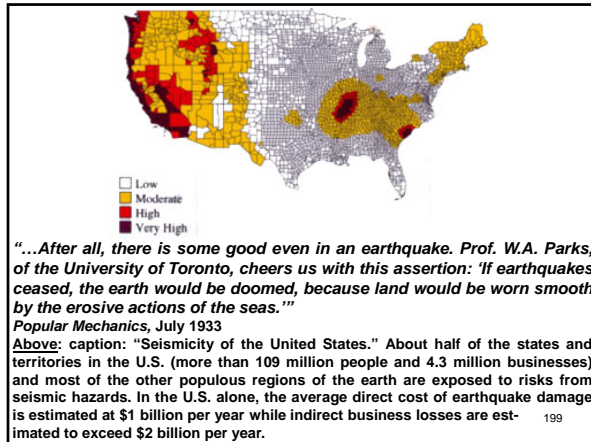 Low
Moderate
High
Very High
“…After all, there is some good even in an earthquake. Prof. W.A. Parks,
of the University of Toronto, cheers us with this assertion: ‘If earthquakes
ceased, the earth would be doomed, because land would be worn smooth
by the erosive actions of the seas.’”
Popular Mechanics, July 1933
Above: caption: “Seismicity of the United States.” About half of the states and
territories in the U.S. (more than 109 million people and 4.3 million businesses)
and most of the other populous regions of the earth are exposed to risks from
seismic hazards. In the U.S. alone, the average direct cost of earthquake damage
is estimated at $1 billion per year while indirect business losses are est-
imated to exceed $2 billion per year.
199